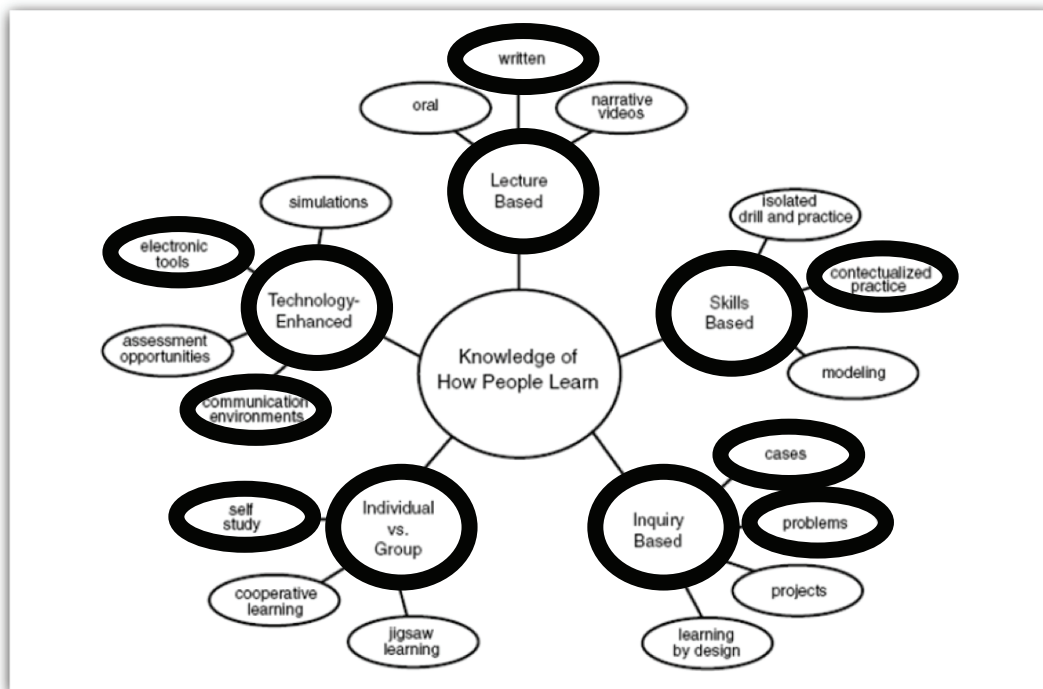 written
oral
narrative
videos
Lecture
Based
simulations
electronic
tools
Technology-
Enhanced
assessment
opportunities
communication
environments
isolated
drill and practice
contectualized
practice
Skills
Based
modeling
Knowledge of
How People Learn
self
study
Individual
vs.
Group
cooperative
learning
jigsaw
learning
cases
problems
Inquiry
Based
projects
learning
by design